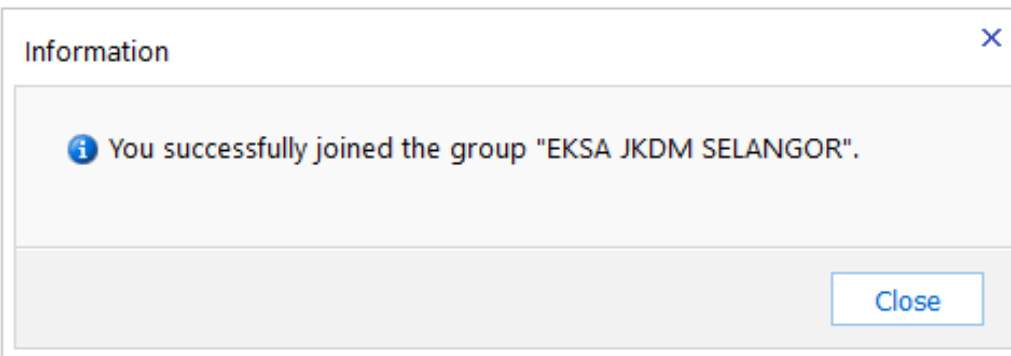 Information
You successfully joined the group "EKSA JKDM SELANGOR".
Close